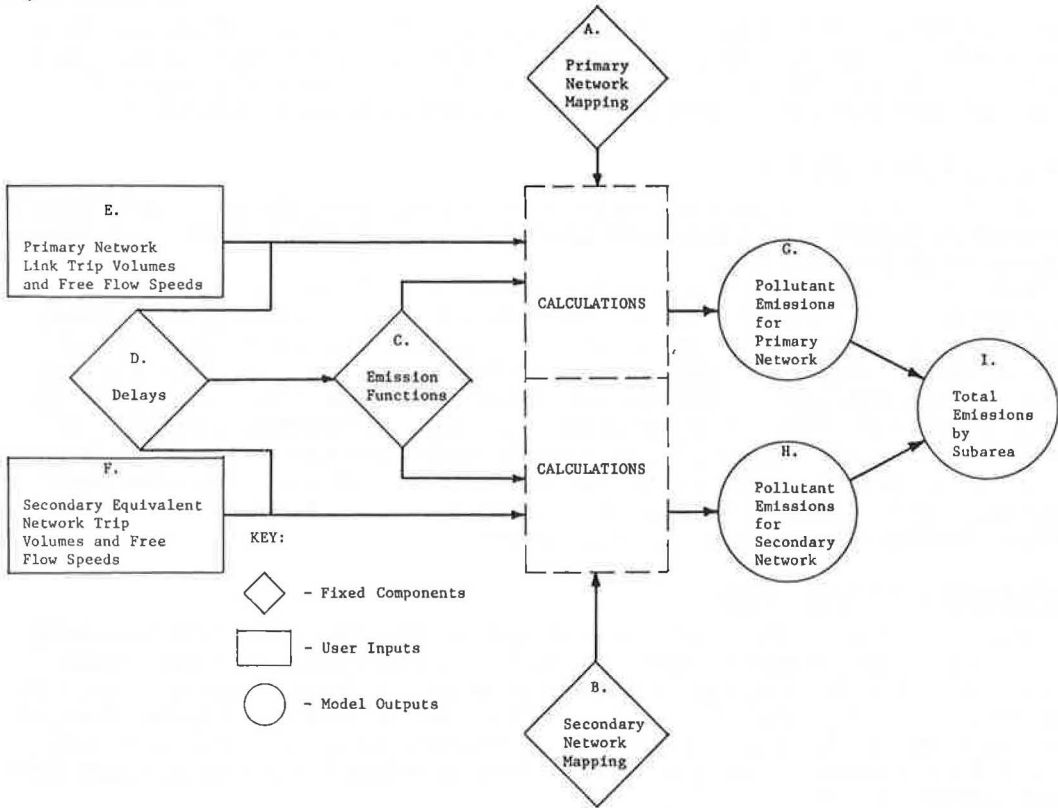 A.
Primary
Network
Mapping
E.
Primary Network
Link Trip Volumes
and Free Flow Speeds
CALCULATIONS
G.
Pollutant
Emissions
for
Primary
Network
D.
Delays
C.
Emission
Functions
I.
Total
Emissions
by
Subarea
F.
Secondary Equivalent
Network Trip
Volumes and Free
Flow Speeds
CALCULATIONS
H.
Pollutant
Emissions
for
Secondary
Network
KEY:
- Fixed Components
- User Inputs
- Model Outputs
B.
Secondary
Network
Mapping